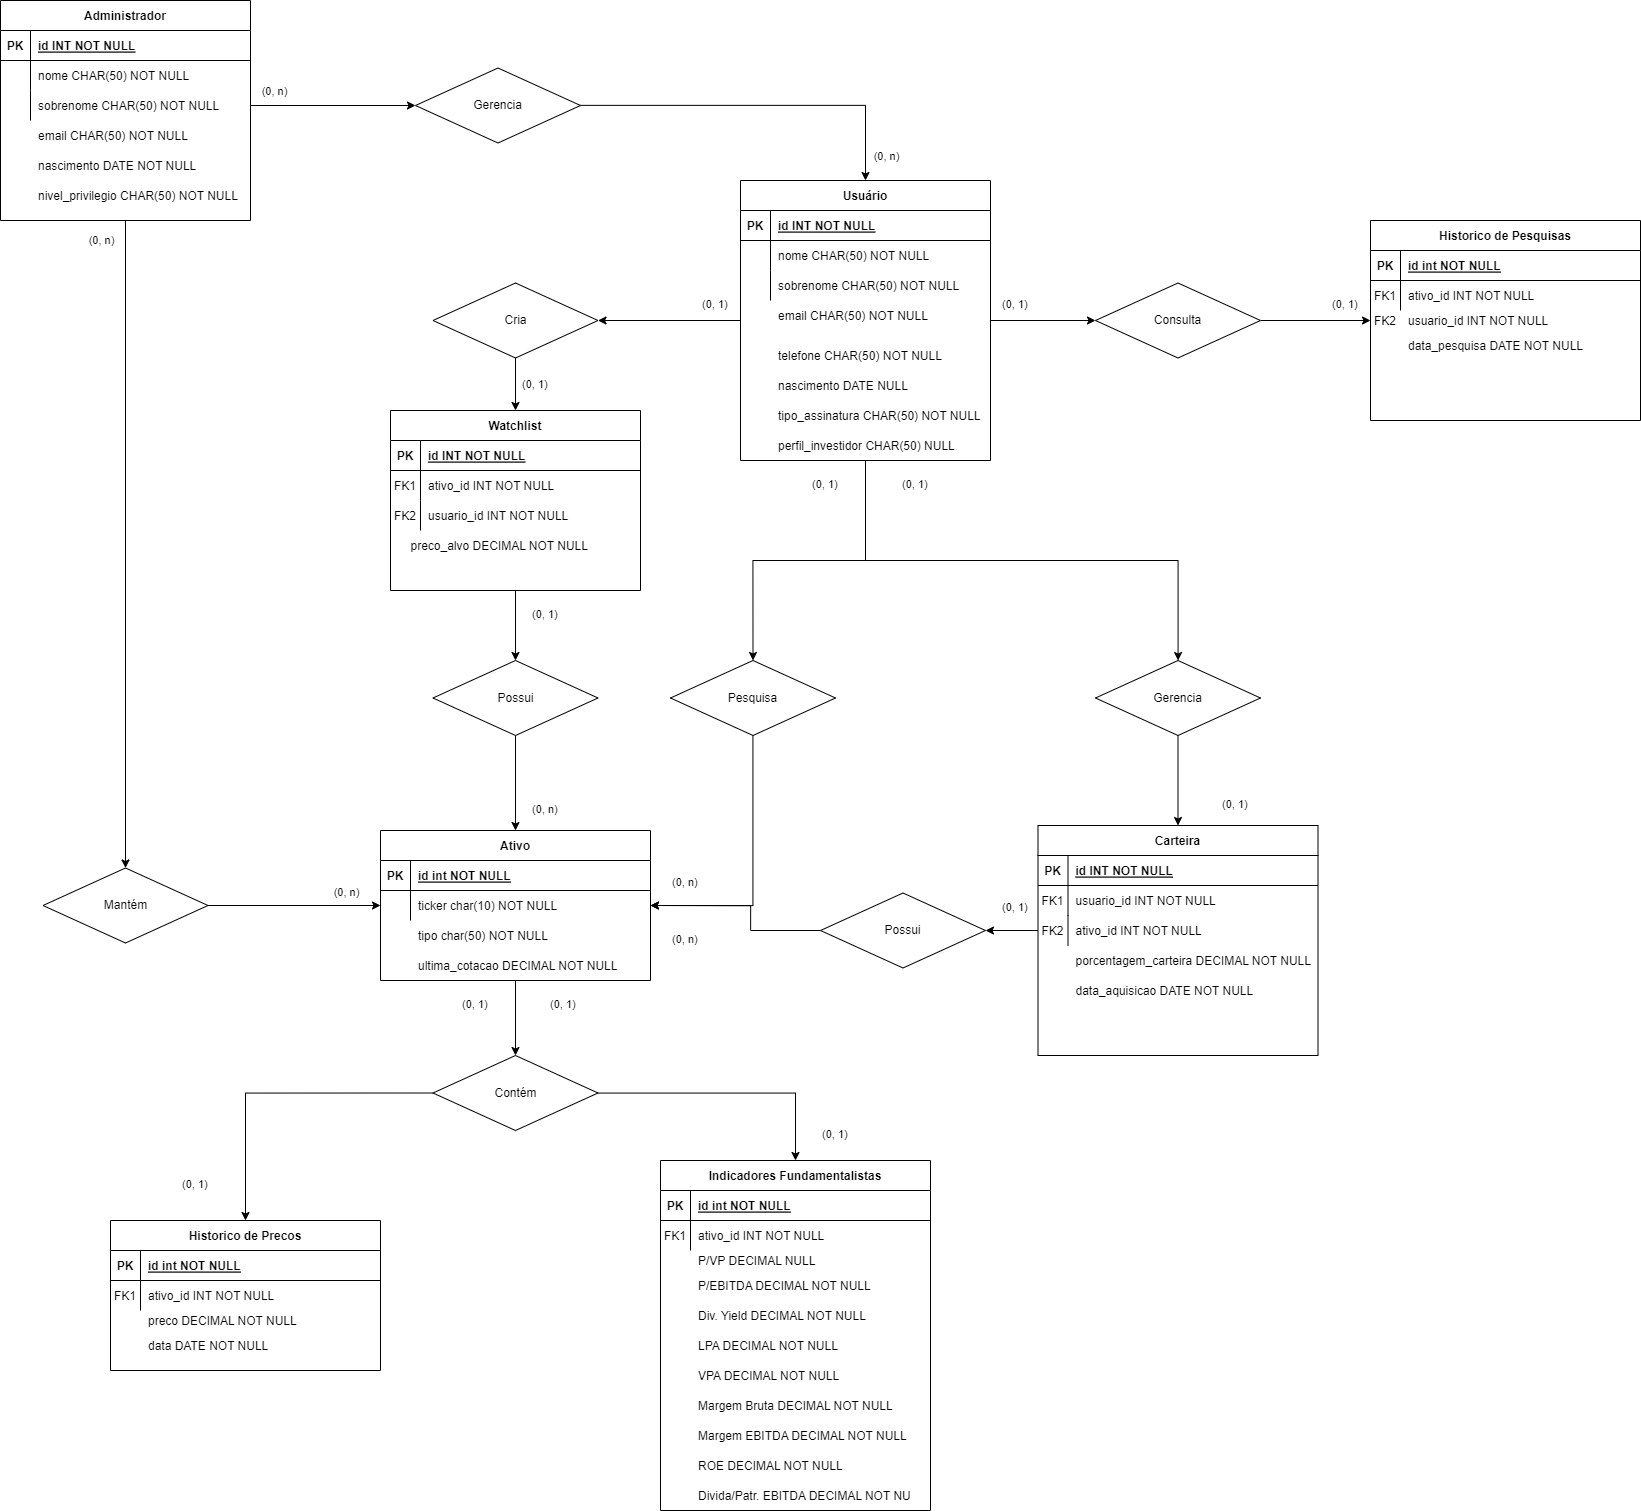 Administrador
PK id INT NOT NULL
nome CHAR(50) NOT NULL
sobrenome CHAR(50) NOT NULL
email CHAR(50) NOT NULL
nascimento DATE NOT NULL
nivel_privilegio CHAR(50) NOT NULL
(0, n)
Gerencia
(0, n)
(0, n)
Usuário
PK id INT NOT NULL
nome CHAR(50) NOT NULL
sobrenome CHAR(50) NOT NULL
email CHAR(50) NOT NULL
telefone CHAR(50) NOT NULL
nascimento DATE NULL
tipo_assinatura CHAR(50) NOT NULL
perfil_investidor CHAR(50) NULL
(0, 1)
Consulta
(0, 1)
Historico de Pesquisas
PK id int NOT NULL
FK1 ativo_id INT NOT NULL
FK2 usuario_id INT NOT NULL
data_pesquisa DATE NOT NULL
(0, 1)
Cria
(0, 1)
Watchlist
PK id INT NOT NULL
FK1 ativo_id INT NOT NULL
FK2 usuario_id INT NOT NULL
preco_alvo DECIMAL NOT NULL
(0, 1)
Possui
(0, n)
(0, 1)
(0, 1)
Pesquisa
Gerencia
(0, 1)
Mantém
(0, n)
Ativo
PK id int NOT NULL
ticker char(10) NOT NULL
tipo char(50) NOT NULL
ultima_cotacao DECIMAL NOT NULL
(0, n)
(0, n)
Possui
(0, 1)
Carteira
PK id INT NOT NULL
FK1 usuario_id INT NOT NULL
FK2 ativo_id INT NOT NULL
porcentagem_carteira DECIMAL NOT NULL
data_aquisicao DATE NOT NULL
(0, 1)
(0, 1)
Contém
(0, 1)
(0, 1)
Historico de Precos
PK id int NOT NULL
FK1 ativo_id INT NOT NULL
preco DECIMAL NOT NULL
data DATE NOT NULL
Indicadores Fundamentalistas
PK id int NOT NULL
FK1 ativo_id INT NOT NULL
P/VP DECIMAL NULL
P/EBITDA DECIMAL NOT NULL
Div. Yield DECIMAL NOT NULL
LPA DECIMAL NOT NULL
VPA DECIMAL NOT NULL
Margem Bruta DECIMAL NOT NULL
Margem EBITDA DECIMAL NOT NULL
ROE DECIMAL NOT NULL
Divida/Patr. EBITDA DECIMAL NOT NU